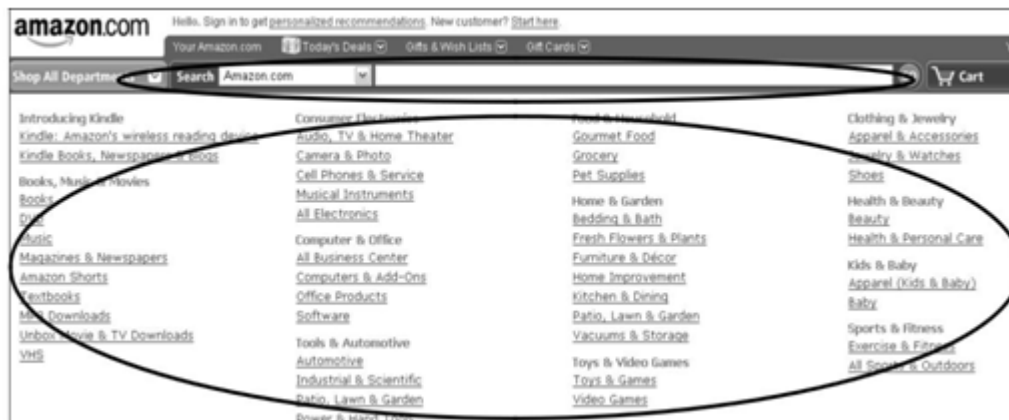 amazon.com
Hello. Sign in to get personalized recommendations. New customer? Start here.
Your Amazon.com Today's Deals Gifts & Wish Lists Gift Cards
Shop All Departments Search Amazon.com Cart
Introducing Kindle
Kindle: Amazon's wireless reading device
Kindle Books, Newspapers & Blogs
Books, Music & Movies
Books
DVD
Music
Magazines & Newspapers
Amazon Shorts
Textbooks
MP3 Downloads
Unbox Movie & TV Downloads
VHS
Consumer Electronics
Audio, TV & Home Theater
Camera & Photo
Cell Phones & Service
Musical Instruments
All Electronics
Computer & Office
All Business Center
Computers & Add-Ons
Office Products
Software
Tools & Automotive
Automotive
Industrial & Scientific
Patio, Lawn & Garden
Power & Hand Tools
Food & Household
Gourmet Food
Grocery
Pet Supplies
Home & Garden
Bedding & Bath
Fresh Flowers & Plants
Furniture & Décor
Home Improvement
Kitchen & Dining
Patio, Lawn & Garden
Vacuums & Storage
Toys & Video Games
Toys & Games
Video Games
Clothing & Jewelry
Apparel & Accessories
Jewelry & Watches
Shoes
Health & Beauty
Beauty
Health & Personal Care
Kids & Baby
Apparel (Kids & Baby)
Baby
Sports & Fitness
Exercise & Fitness
All Sports & Outdoors